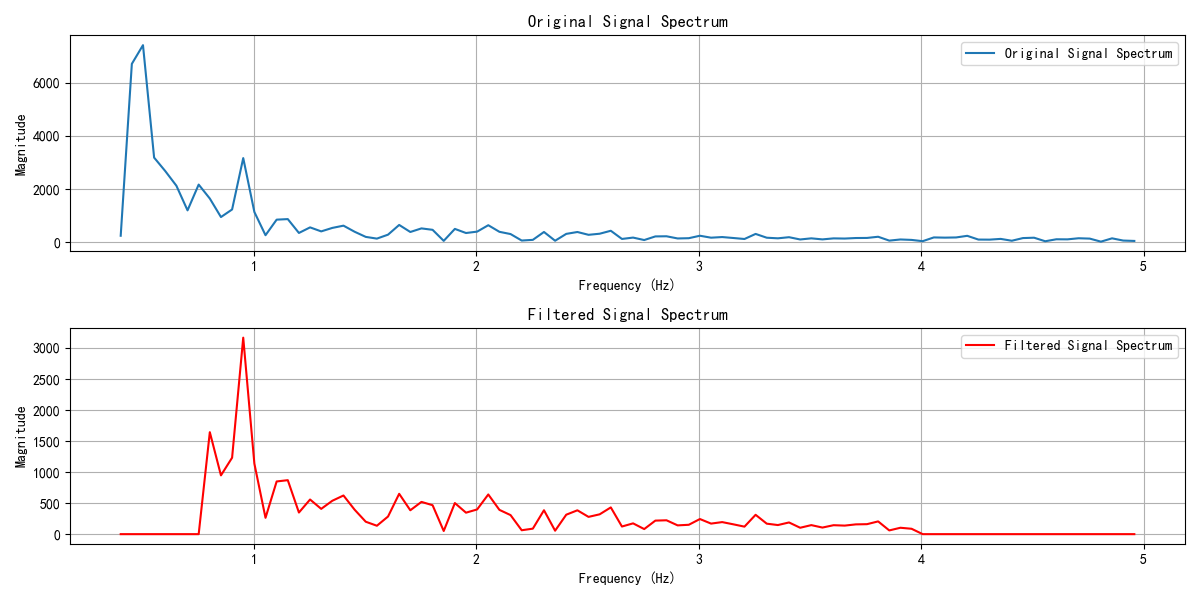 Original Signal Spectrum
Original Signal Spectrum
Magnitude
6000
4000
2000
0
1 2 3 4 5
Frequency (Hz)
Filtered Signal Spectrum
Filtered Signal Spectrum
Magnitude
3000
2500
2000
1500
1000
500
0
1 2 3 4 5
Frequency (Hz)